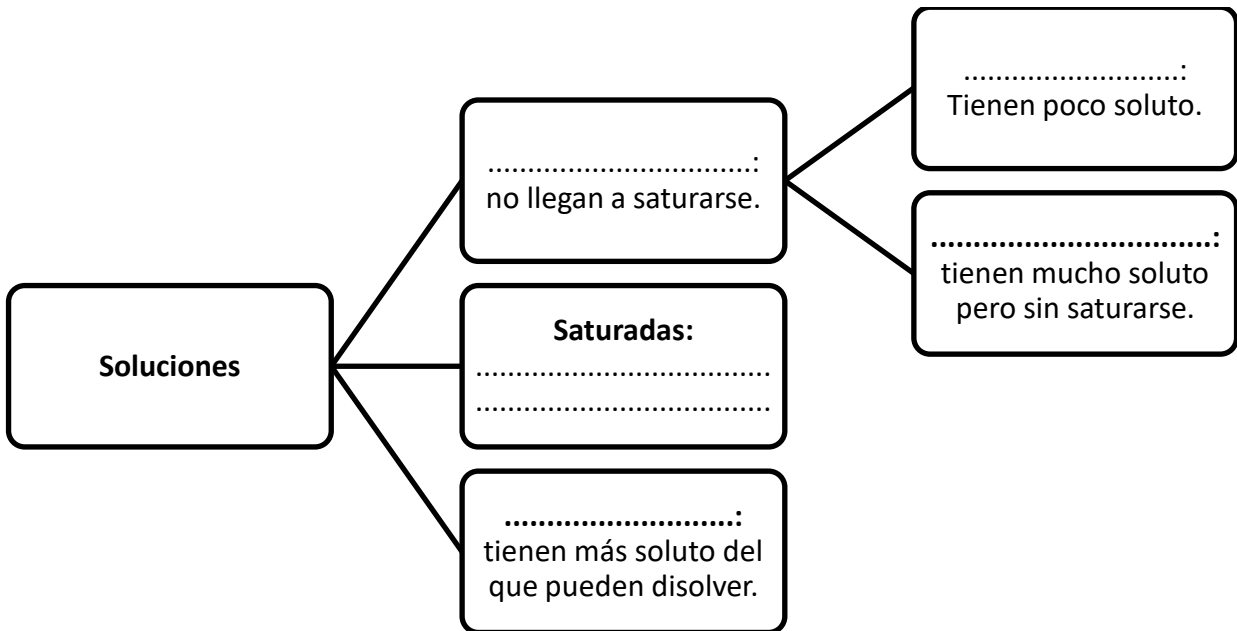 Soluciones
..................................:
no llegan a saturarse.
............................:
Tienen poco soluto.
..................................:
tienen mucho soluto
pero sin saturarse.
Saturadas:
......................................
......................................
............................:
tienen más soluto del
que pueden disolver.